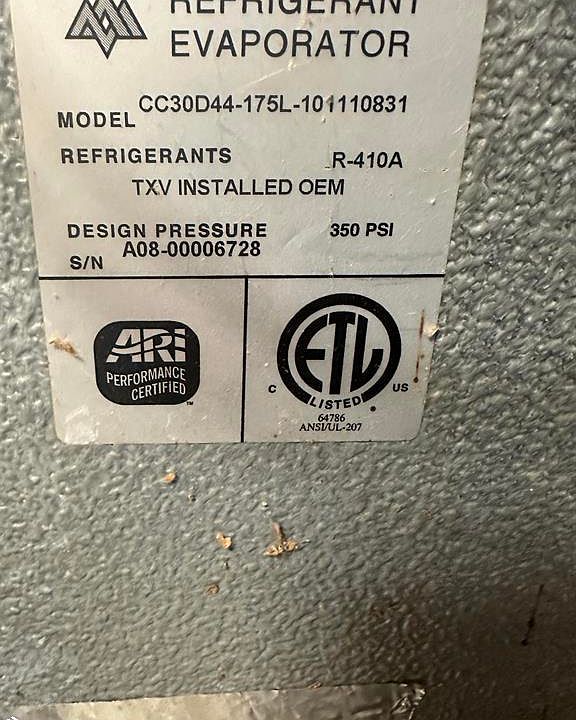 REFRIGERANT
EVAPORATOR
MODEL CC30D44-175L-101110831
REFRIGERANTS R-410A
TXV INSTALLED OEM
DESIGN PRESSURE 350 PSI
S/N A08-00006728
ARI
PERFORMANCE
CERTIFIED
TM
ETL
C LISTED US
64786
ANSI/UL-207